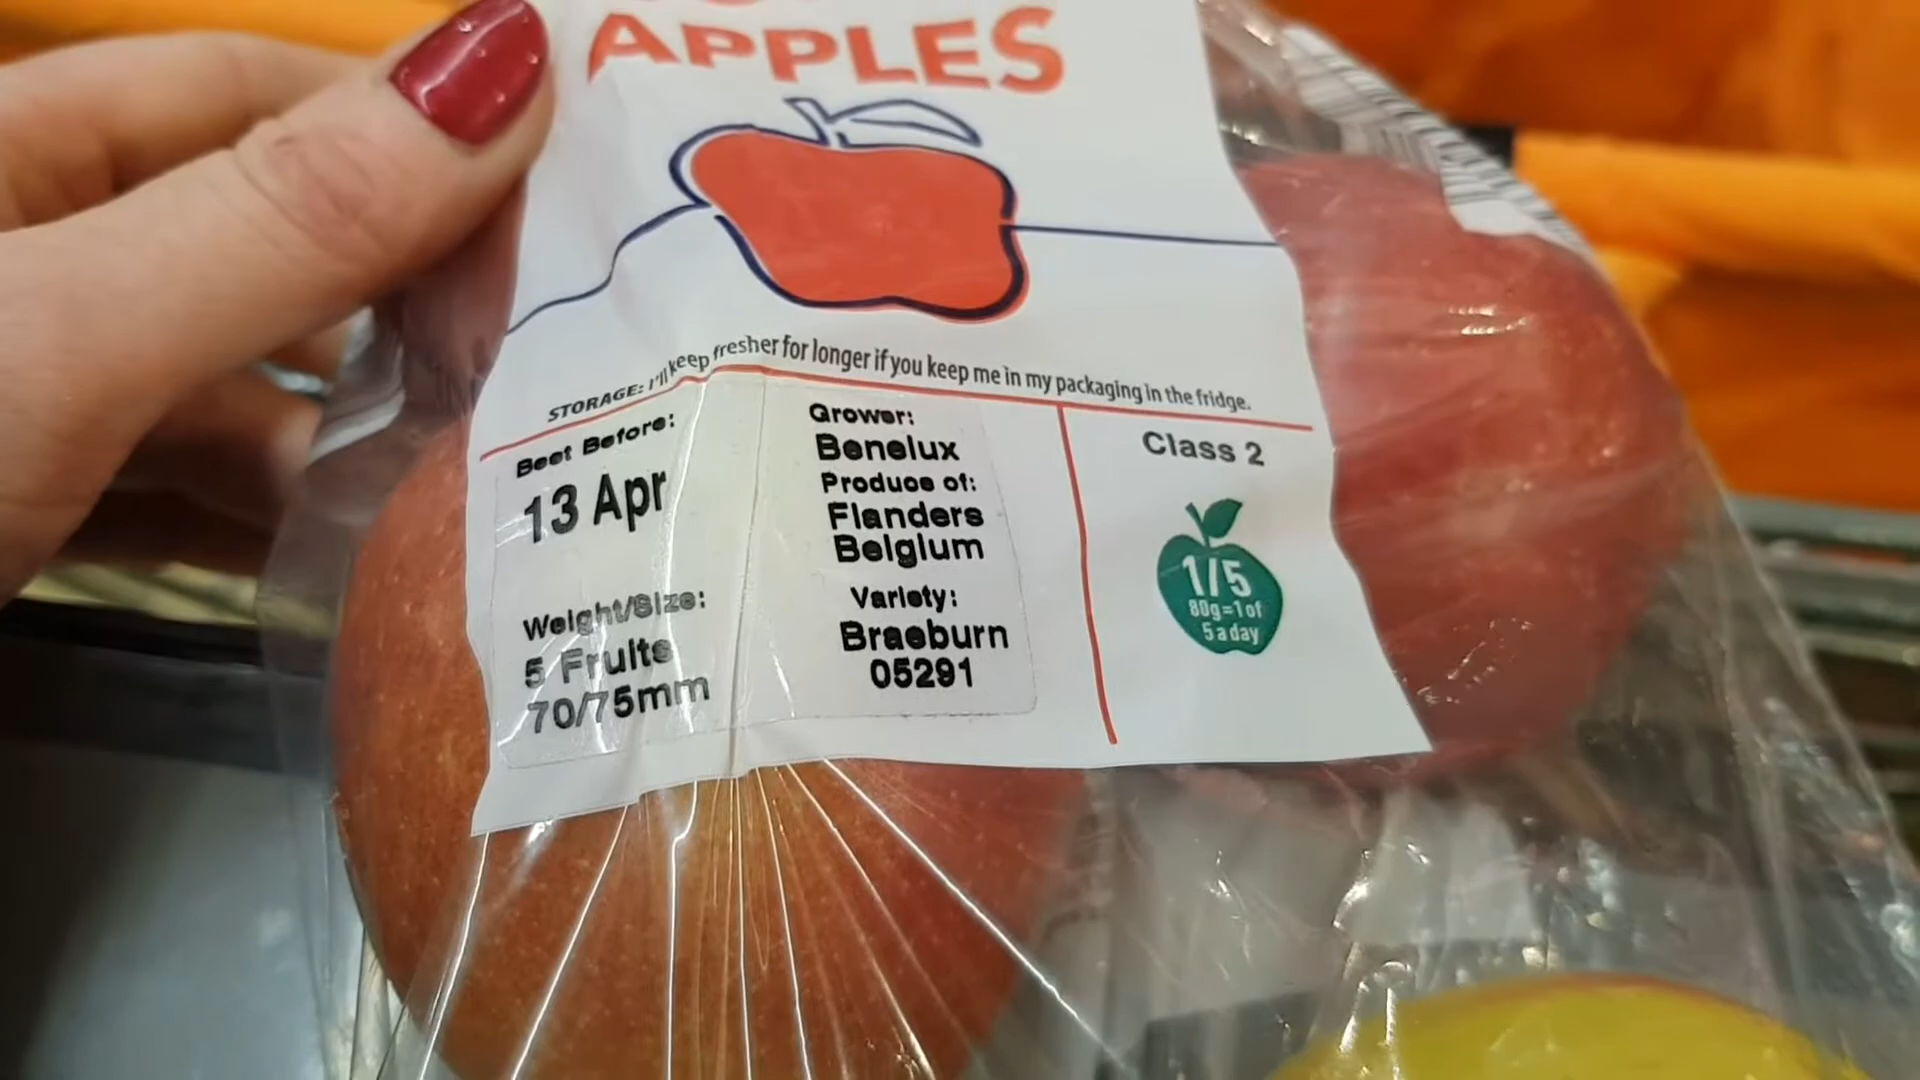 APPLES
STORAGE: I'll keep fresher for longer if you keep me in my packaging in the fridge.
Best Before:
13 Apr
Weight/Size:
5 Fruits
70/75mm
Grower:
Benelux
Produce of:
Flanders
Belgium
Variety:
Braeburn
05291
Class 2
1/5
80g=1of
5 a day